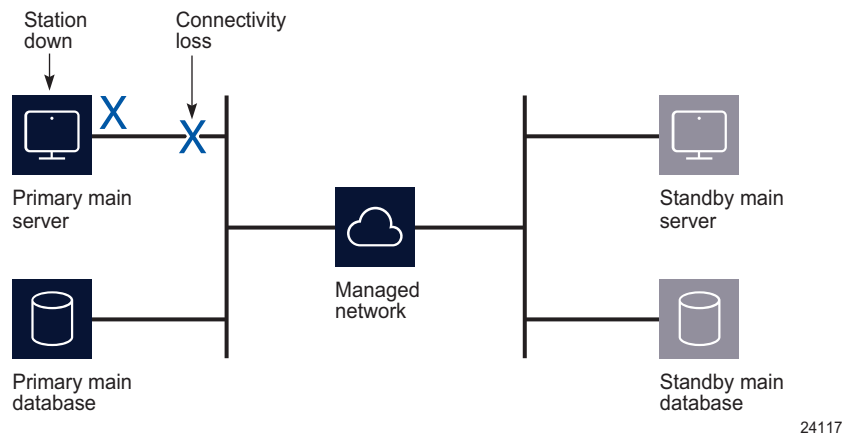 Station
down
Connectivity
loss
X
X
Primary main
server
Standby main
server
Managed
network
Primary main
database
Standby main
database
24117